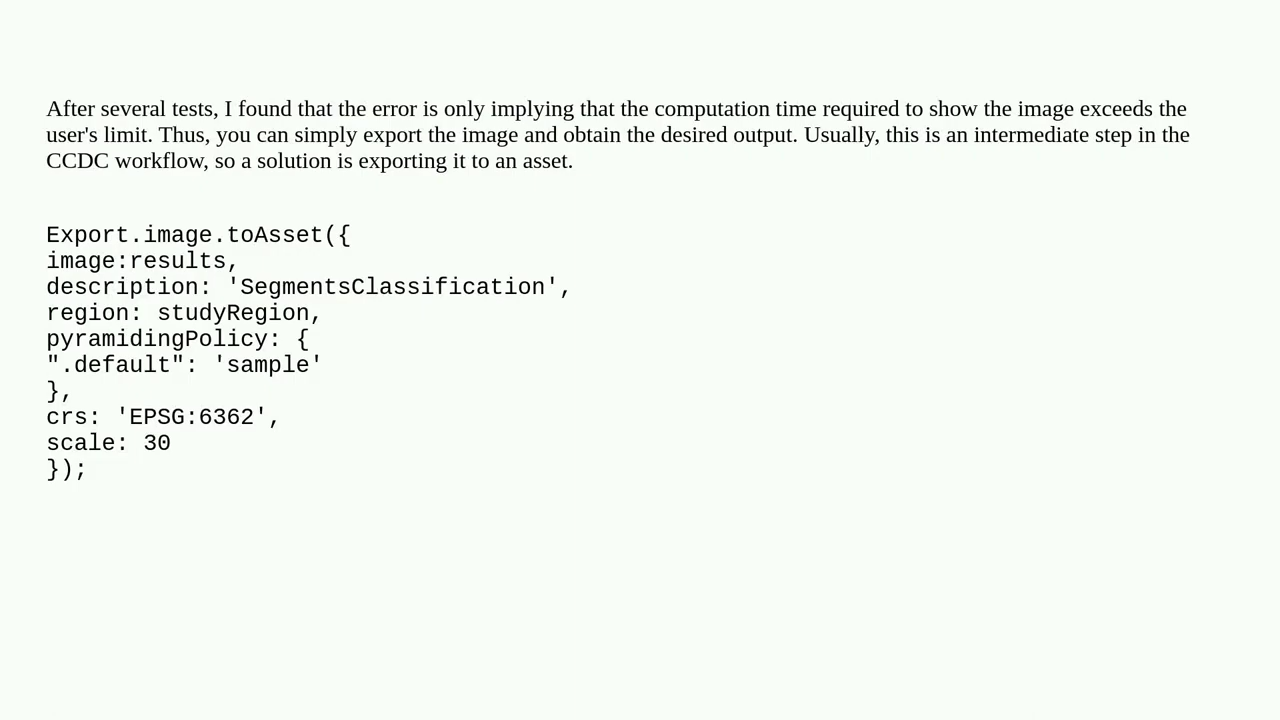 After several tests, I found that the error is only implying that the computation time required to show the image exceeds the
user's limit. Thus, you can simply export the image and obtain the desired output. Usually, this is an intermediate step in the
CCDC workflow, so a solution is exporting it to an asset.
Export.image.toAsset({
image:results,
description: 'SegmentsClassification',
region: studyRegion,
pyramidingPolicy: {
".default": 'sample'
},
crs: 'EPSG:6362',
scale: 30
});